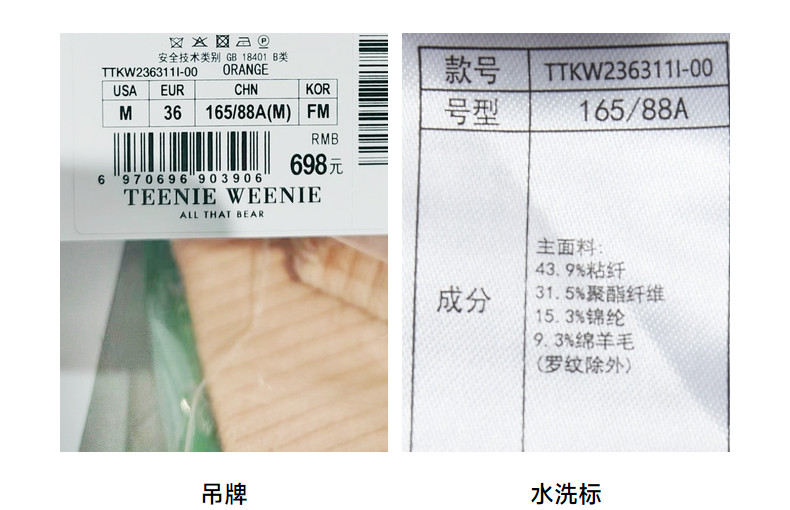 安全技术类别 GB 18401 B类
TTKW236311I-00 ORANGE
USA EUR CHN KOR
M 36 165/88A(M) FM
RMB
698元
6 970696 903906
TEENIE WEENIE
ALL THAT BEAR
吊牌
款号 TTKW236311I-00
号型 165/88A
成分
主面料:
43.9%粘纤
31.5%聚酯纤维
15.3%锦纶
9.3%绵羊毛
(罗纹除外)
水洗标